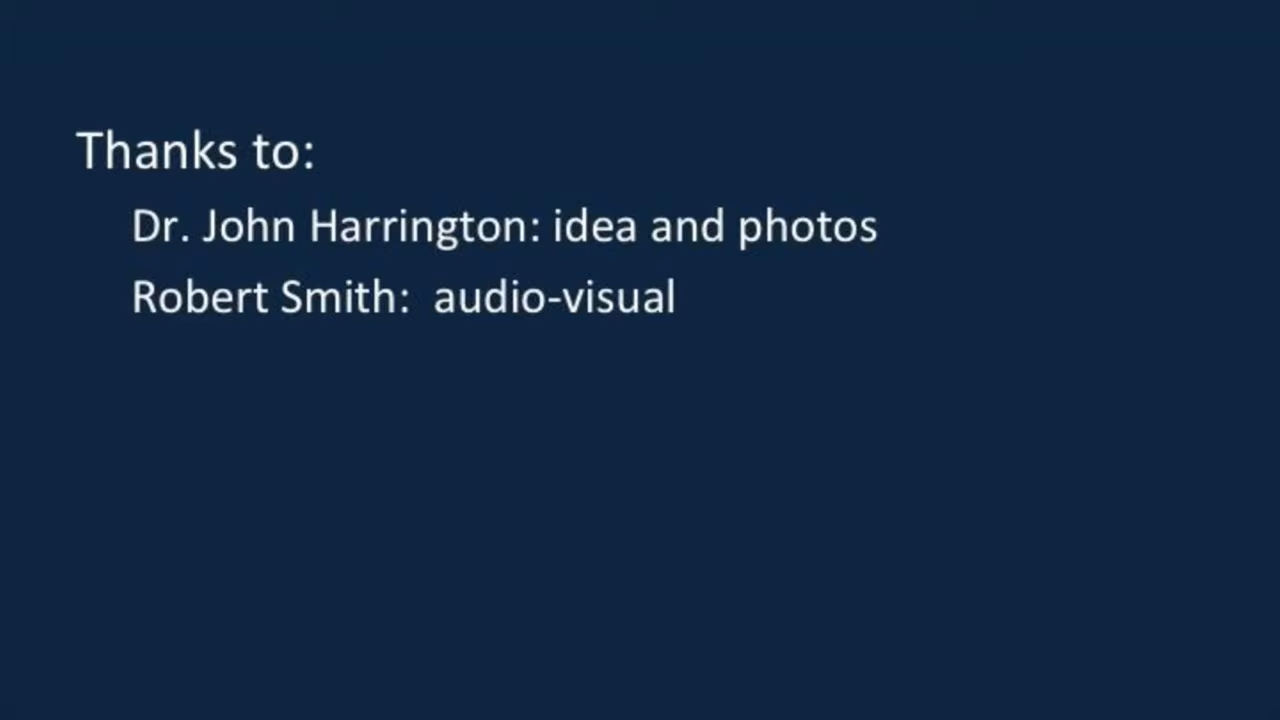 Thanks to:
Dr. John Harrington: idea and photos
Robert Smith:  audio-visual